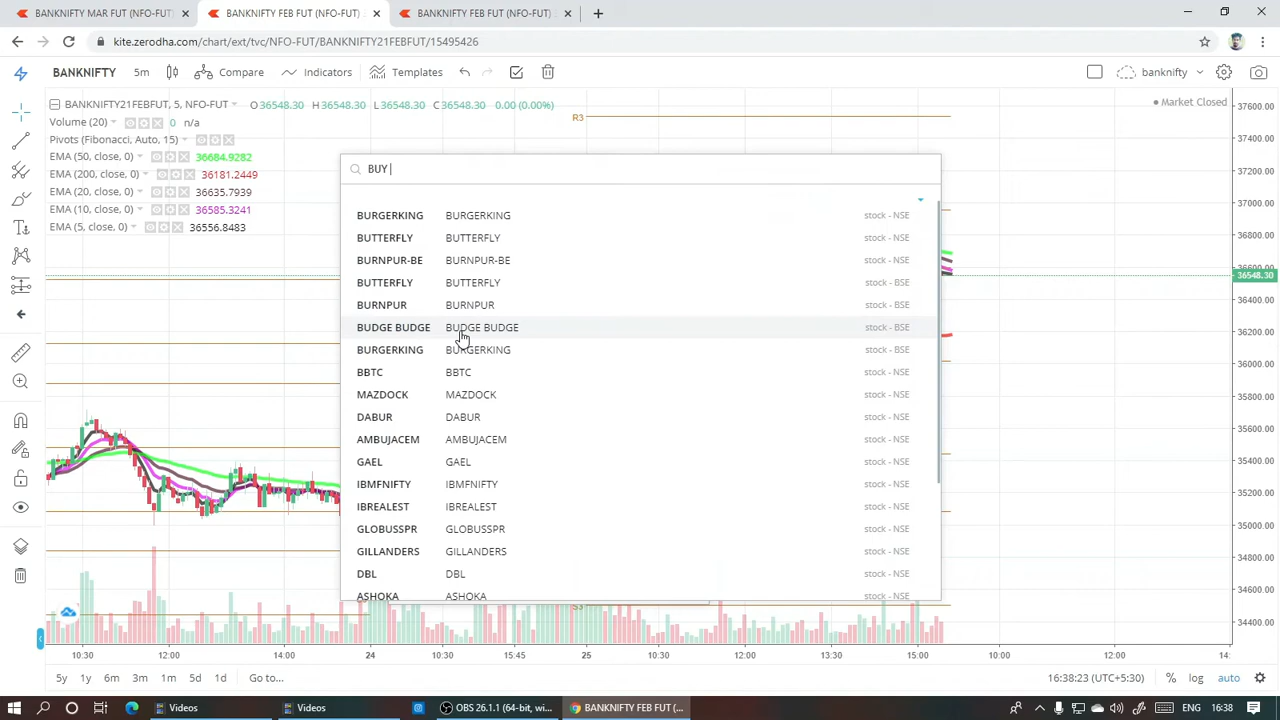 BANKNIFTY MAR FUT (NFO-FUT)
BANKNIFTY FEB FUT (NFO-FUT)
BANKNIFTY FEB FUT (NFO-FUT)
kite.zerodha.com/chart/ext/tvc/NFO-FUT/BANKNIFTY21FEBFUT/15495426
BANKNIFTY 5m Compare Indicators Templates banknifty
BANKNIFTY21FEBFUT, 5, NFO-FUT O36548.30 H36548.30 L36548.30 C36548.30 0.00 (0.00%)
Market Closed
Volume (20) 0 n/a
Pivots (Fibonacci, Auto, 15)
EMA (50, close, 0) 36684.9282
EMA (200, close, 0) 36181.2449
EMA (20, close, 0) 36635.7939
EMA (10, close, 0) 36585.3241
EMA (5, close, 0) 36556.8483
R3
BUY
BURGERKING BURGERKING stock - NSE
BUTTERFLY BUTTERFLY stock - NSE
BURNPUR-BE BURNPUR-BE stock - NSE
BUTTERFLY BUTTERFLY stock - BSE
BURNPUR BURNPUR stock - BSE
BUDGE BUDGE BUDGE BUDGE stock - BSE
BURGERKING BURGERKING stock - BSE
BBTC BBTC stock - NSE
MAZDOCK MAZDOCK stock - NSE
DABUR DABUR stock - NSE
AMBUJACEM AMBUJACEM stock - NSE
GAEL GAEL stock - NSE
IBMFNIFTY IBMFNIFTY stock - NSE
IBREALEST IBREALEST stock - NSE
GLOBUSSPR GLOBUSSPR stock - NSE
GILLANDERS GILLANDERS stock - NSE
DBL DBL stock - NSE
ASHOKA ASHOKA stock - NSE
S3
37600.00
37400.00
37200.00
37000.00
36800.00
36600.00
36548.30
36400.00
36200.00
36000.00
35800.00
35600.00
35400.00
35200.00
35000.00
34800.00
34600.00
34400.00
10:30 12:00 14:00 24 10:30 15:45 25 10:30 12:00 13:30 15:00 10:00 12:00 14:
5y 1y 6m 3m 1m 5d 1d Go to... 16:38:23 (UTC+5:30) % log auto
Videos Videos OBS 26.1.1 (64-bit, wi... BANKNIFTY FEB FUT (... ENG 16:38